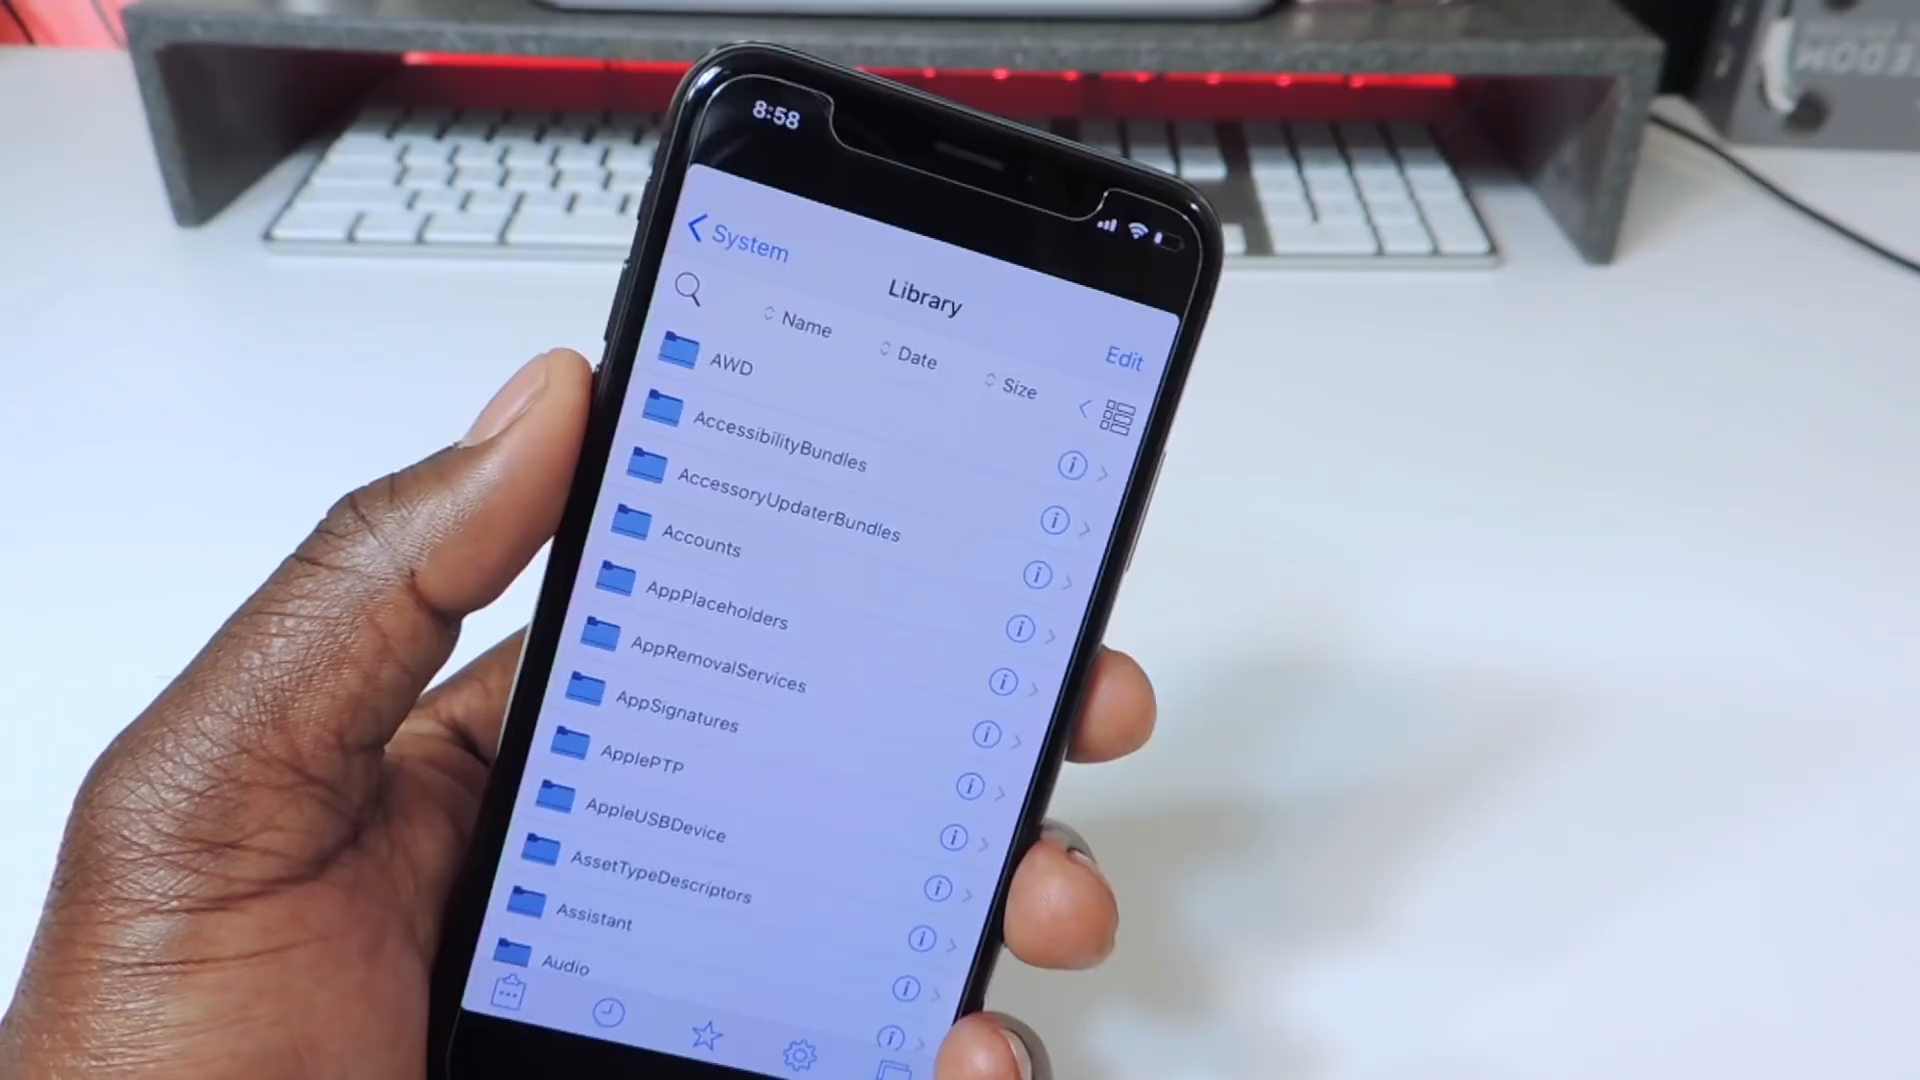 8:58
System
Library
Edit
Name
Date
Size
AWD
AccessibilityBundles
AccessoryUpdaterBundles
Accounts
AppPlaceholders
AppRemovalServices
AppSignatures
ApplePTP
AppleUSBDevice
AssetTypeDescriptors
Assistant
Audio